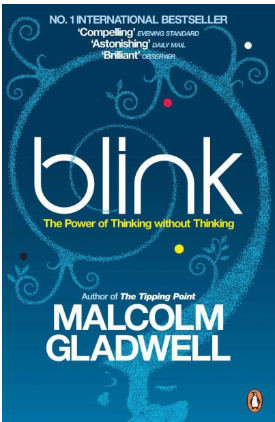 NO. 1 INTERNATIONAL BESTSELLER
'Compelling' EVENING STANDARD
'Astonishing' DAILY MAIL
'Brilliant' OBSERVER
blink
The Power of Thinking without Thinking
Author of The Tipping Point
MALCOLM
GLADWELL